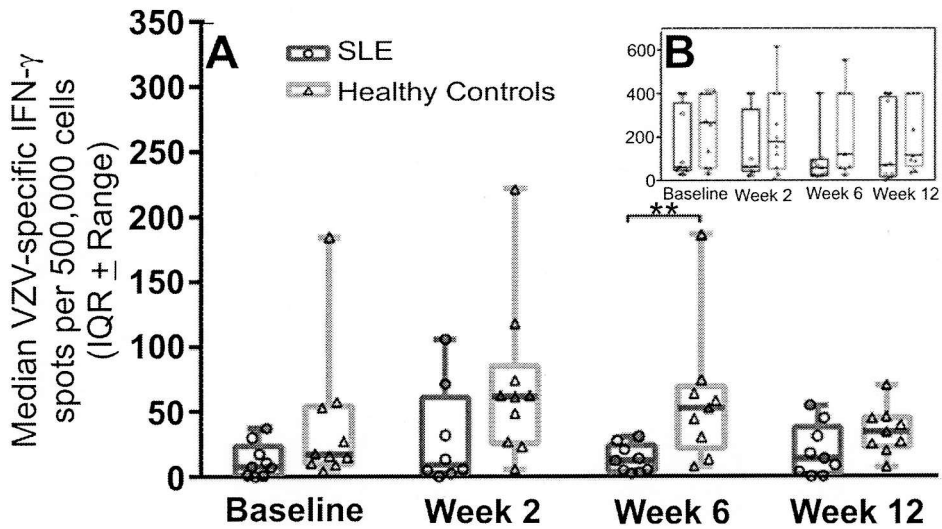 Median VZV-specific IFN-γ
spots per 500,000 cells
(IQR ± Range)
350
300
250
200
150
100
50
0
A
SLE
Healthy Controls
B
600
400
200
0
Baseline Week 2 Week 6 Week 12
**
Baseline Week 2 Week 6 Week 12